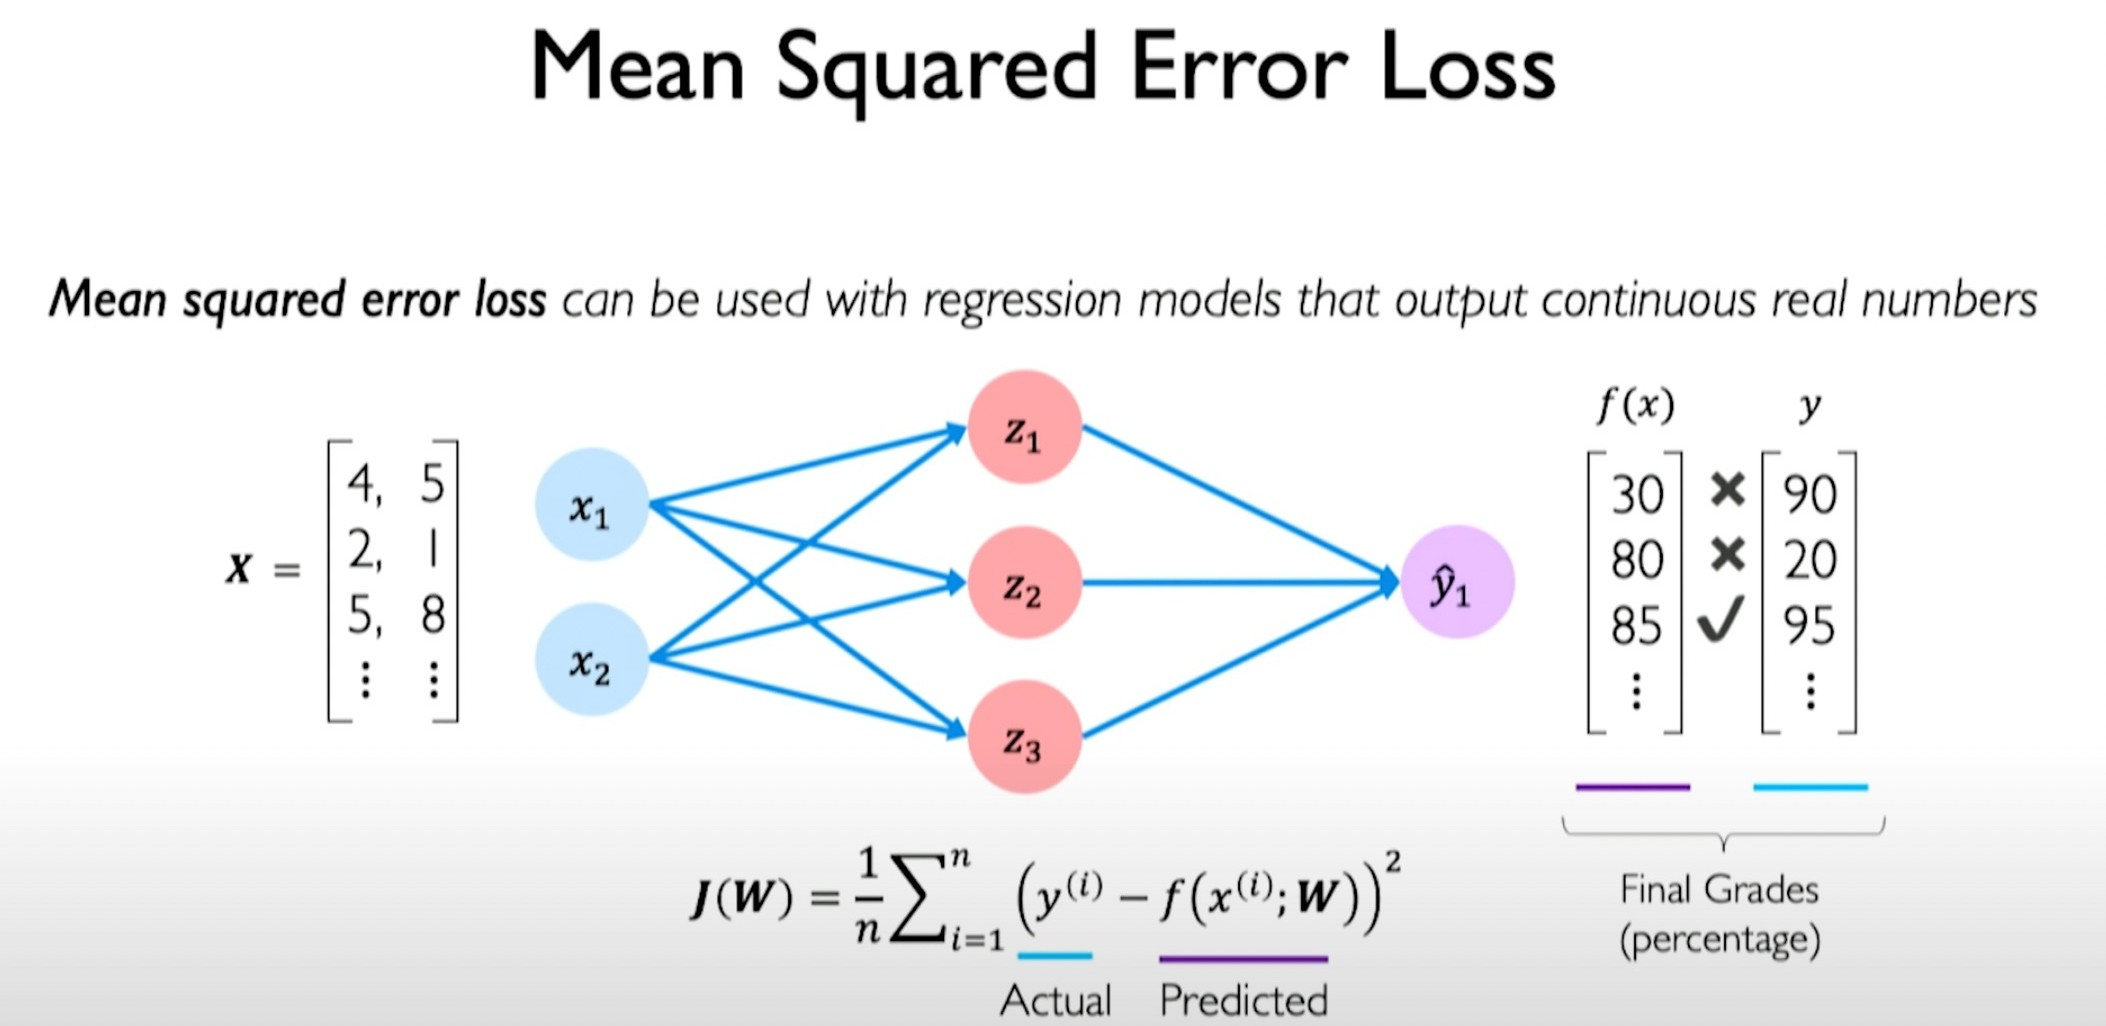 Mean Squared Error Loss
Mean squared error loss can be used with regression models that output continuous real numbers
X =
4, 5
2, 1
5, 8
⋮ ⋮
x₁
x₂
z₁
z₂
z₃
ŷ₁
f(x) y
30 ✖ 90
80 ✖ 20
85 ✔ 95
⋮ ⋮
Final Grades
(percentage)
J(W) = 1/n ∑ⁿᵢ₌₁ (y⁽ⁱ⁾ − f(x⁽ⁱ⁾; W))²
Actual Predicted